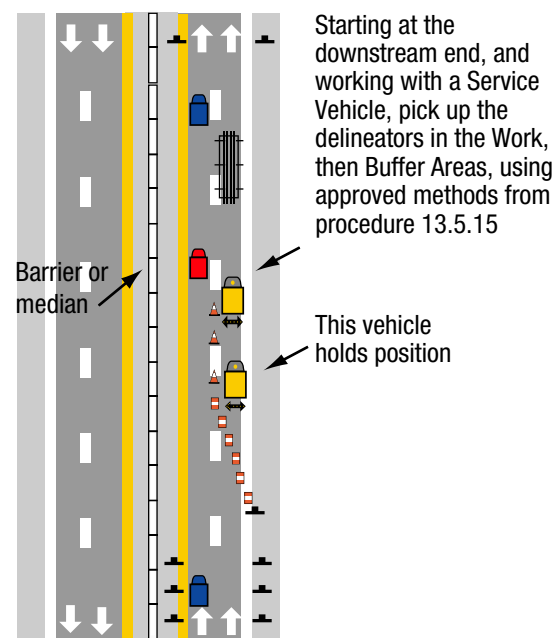 Starting at the
downstream end, and
working with a Service
Vehicle, pick up the
delineators in the Work,
then Buffer Areas, using
approved methods from
procedure 13.5.15
Barrier or
median
This vehicle
holds position